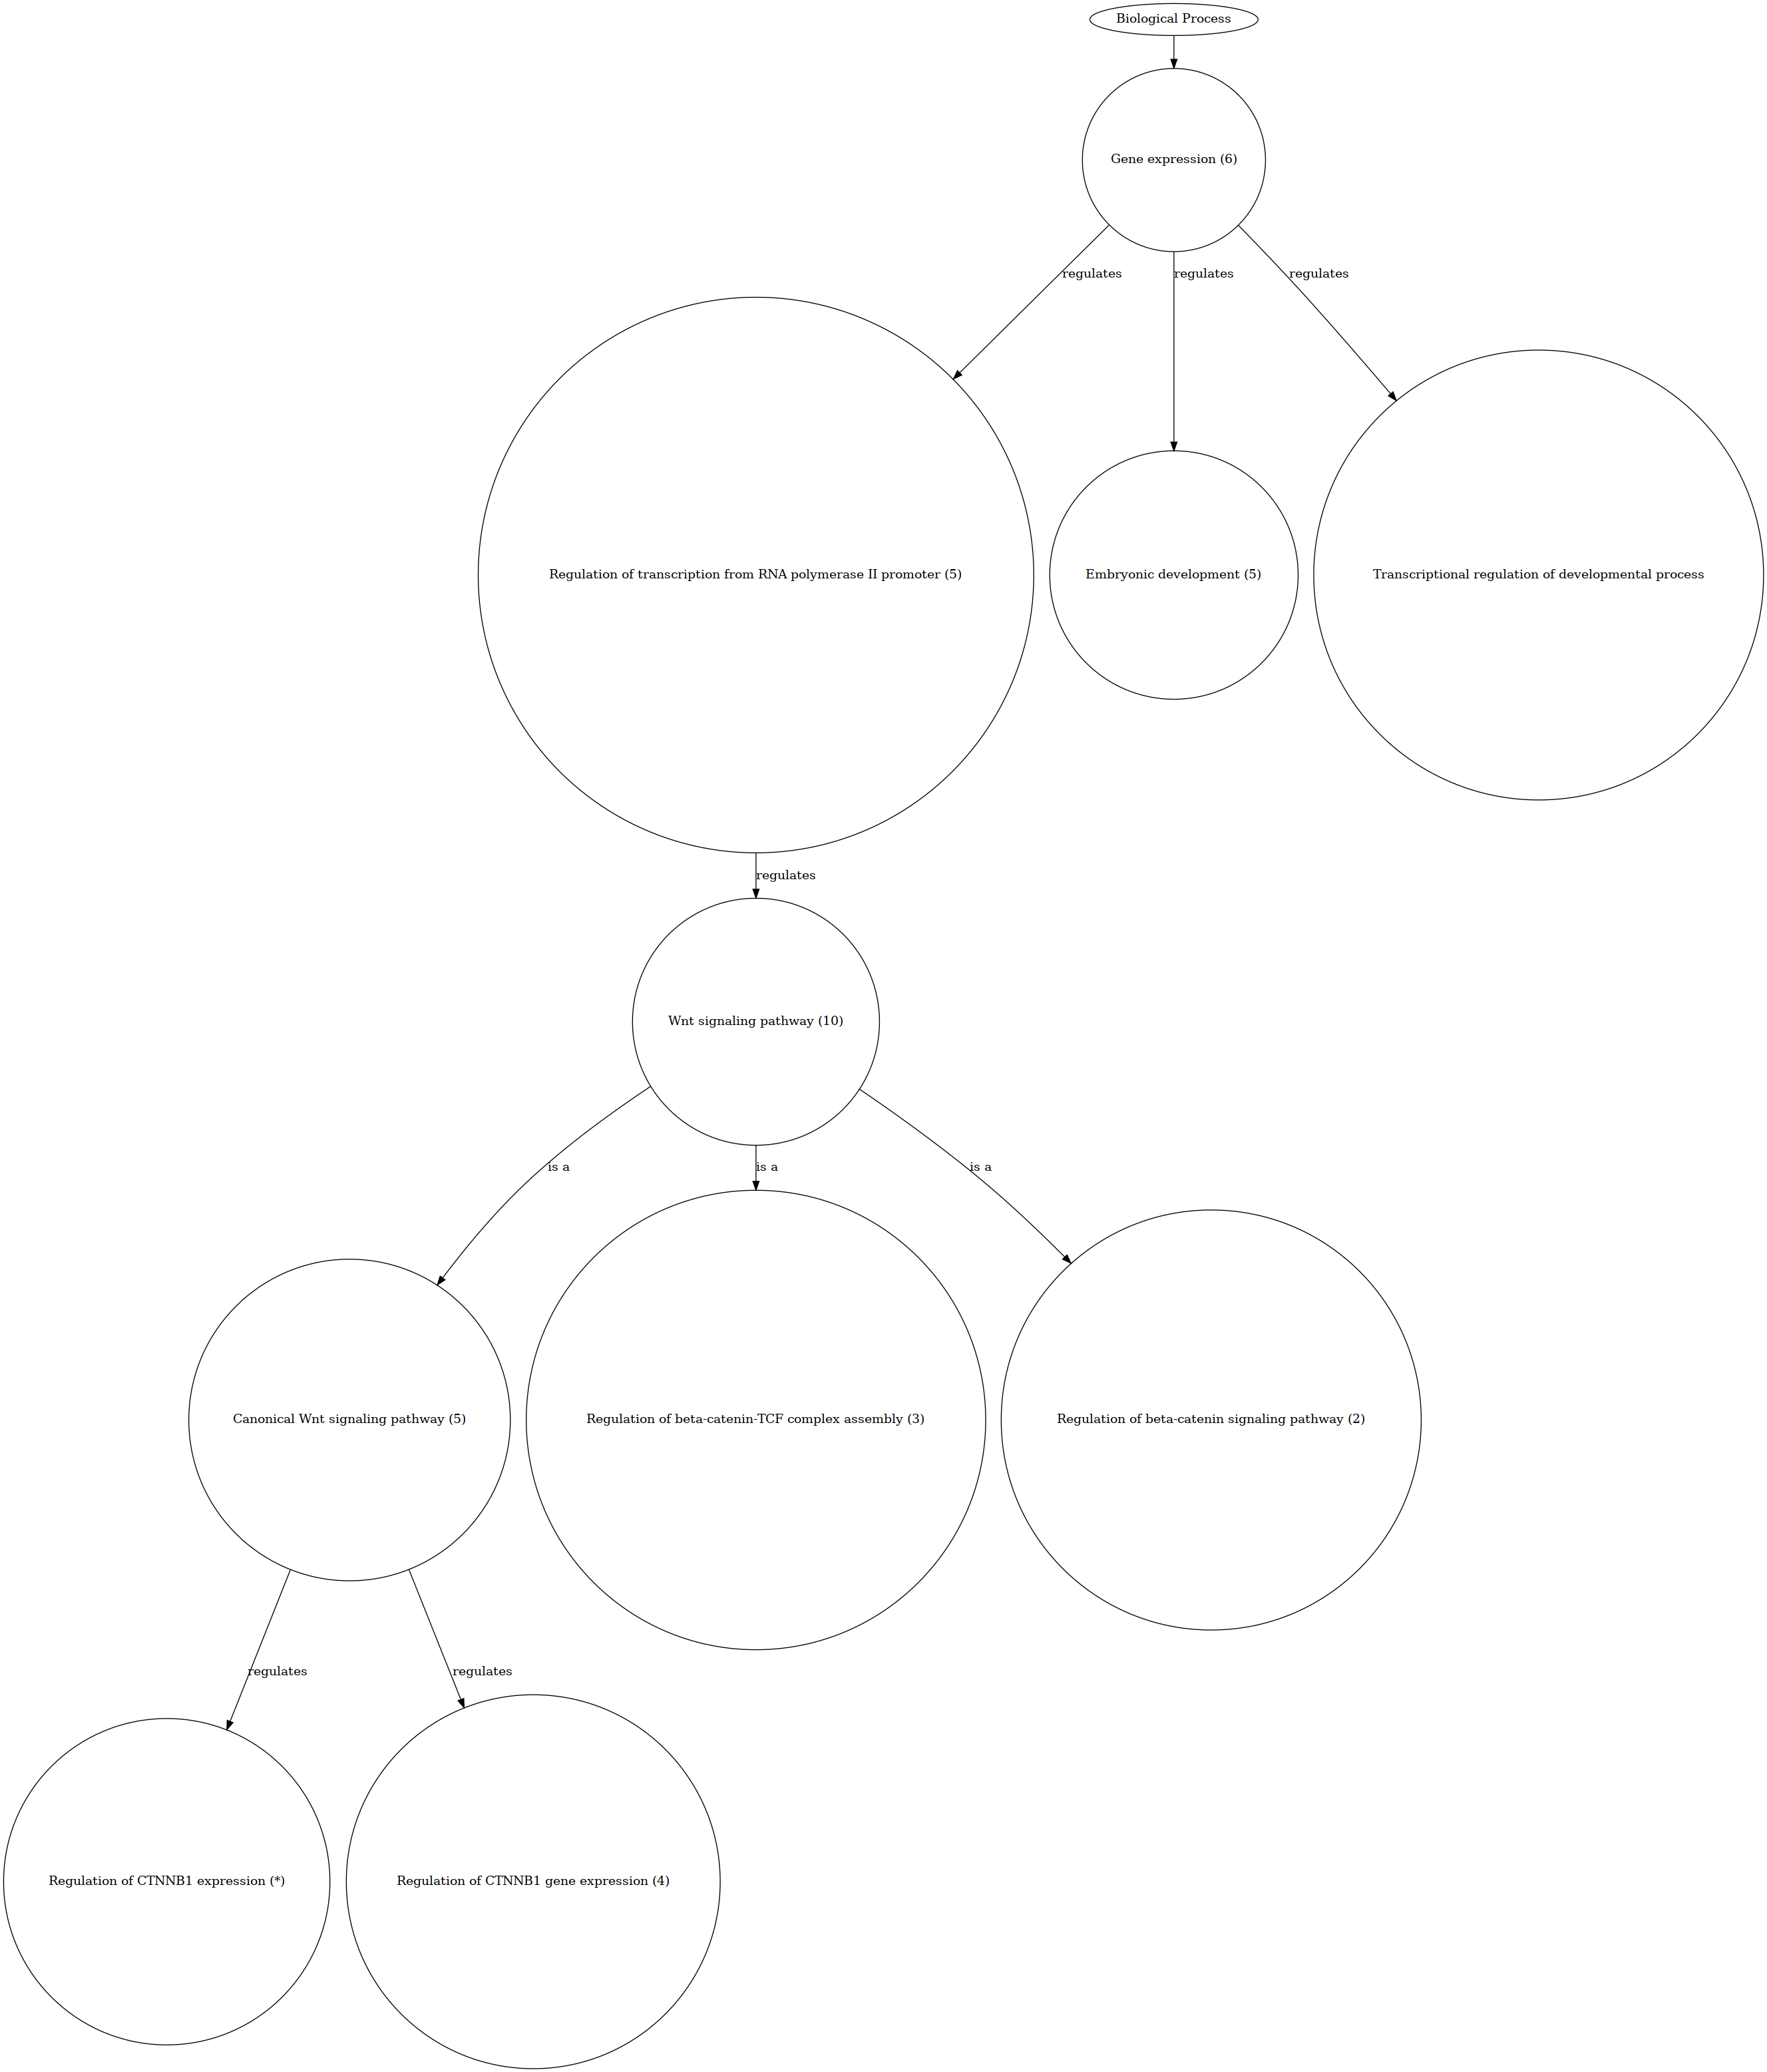 Biological Process
Gene expression (6)
regulates
regulates
regulates
Regulation of transcription from RNA polymerase II promoter (5)
Embryonic development (5)
Transcriptional regulation of developmental process
regulates
Wnt signaling pathway (10)
is a
is a
is a
Canonical Wnt signaling pathway (5)
Regulation of beta-catenin-TCF complex assembly (3)
Regulation of beta-catenin signaling pathway (2)
regulates
regulates
Regulation of CTNNB1 expression (*)
Regulation of CTNNB1 gene expression (4)